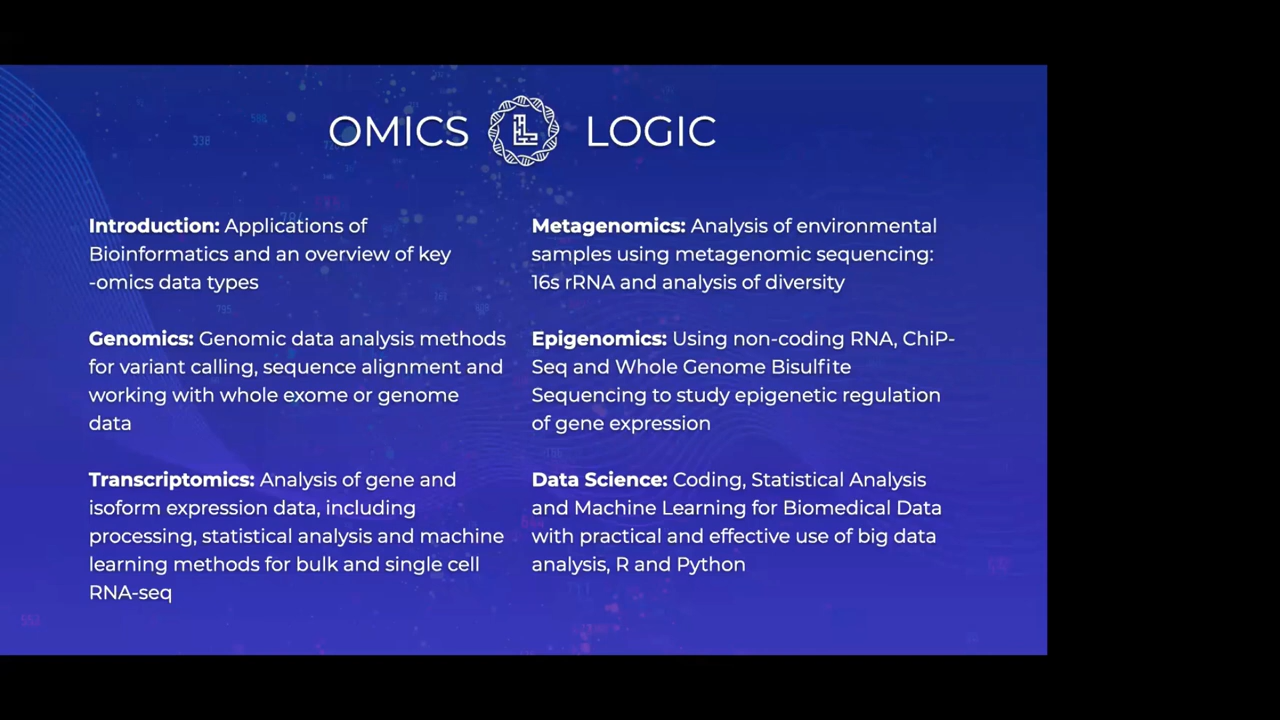 OMICS LOGIC
Introduction: Applications of
Bioinformatics and an overview of key
-omics data types
Genomics: Genomic data analysis methods
for variant calling, sequence alignment and
working with whole exome or genome
data
Transcriptomics: Analysis of gene and
isoform expression data, including
processing, statistical analysis and machine
learning methods for bulk and single cell
RNA-seq
Metagenomics: Analysis of environmental
samples using metagenomic sequencing:
16s rRNA and analysis of diversity
Epigenomics: Using non-coding RNA, ChiP-
Seq and Whole Genome Bisulfite
Sequencing to study epigenetic regulation
of gene expression
Data Science: Coding, Statistical Analysis
and Machine Learning for Biomedical Data
with practical and effective use of big data
analysis, R and Python